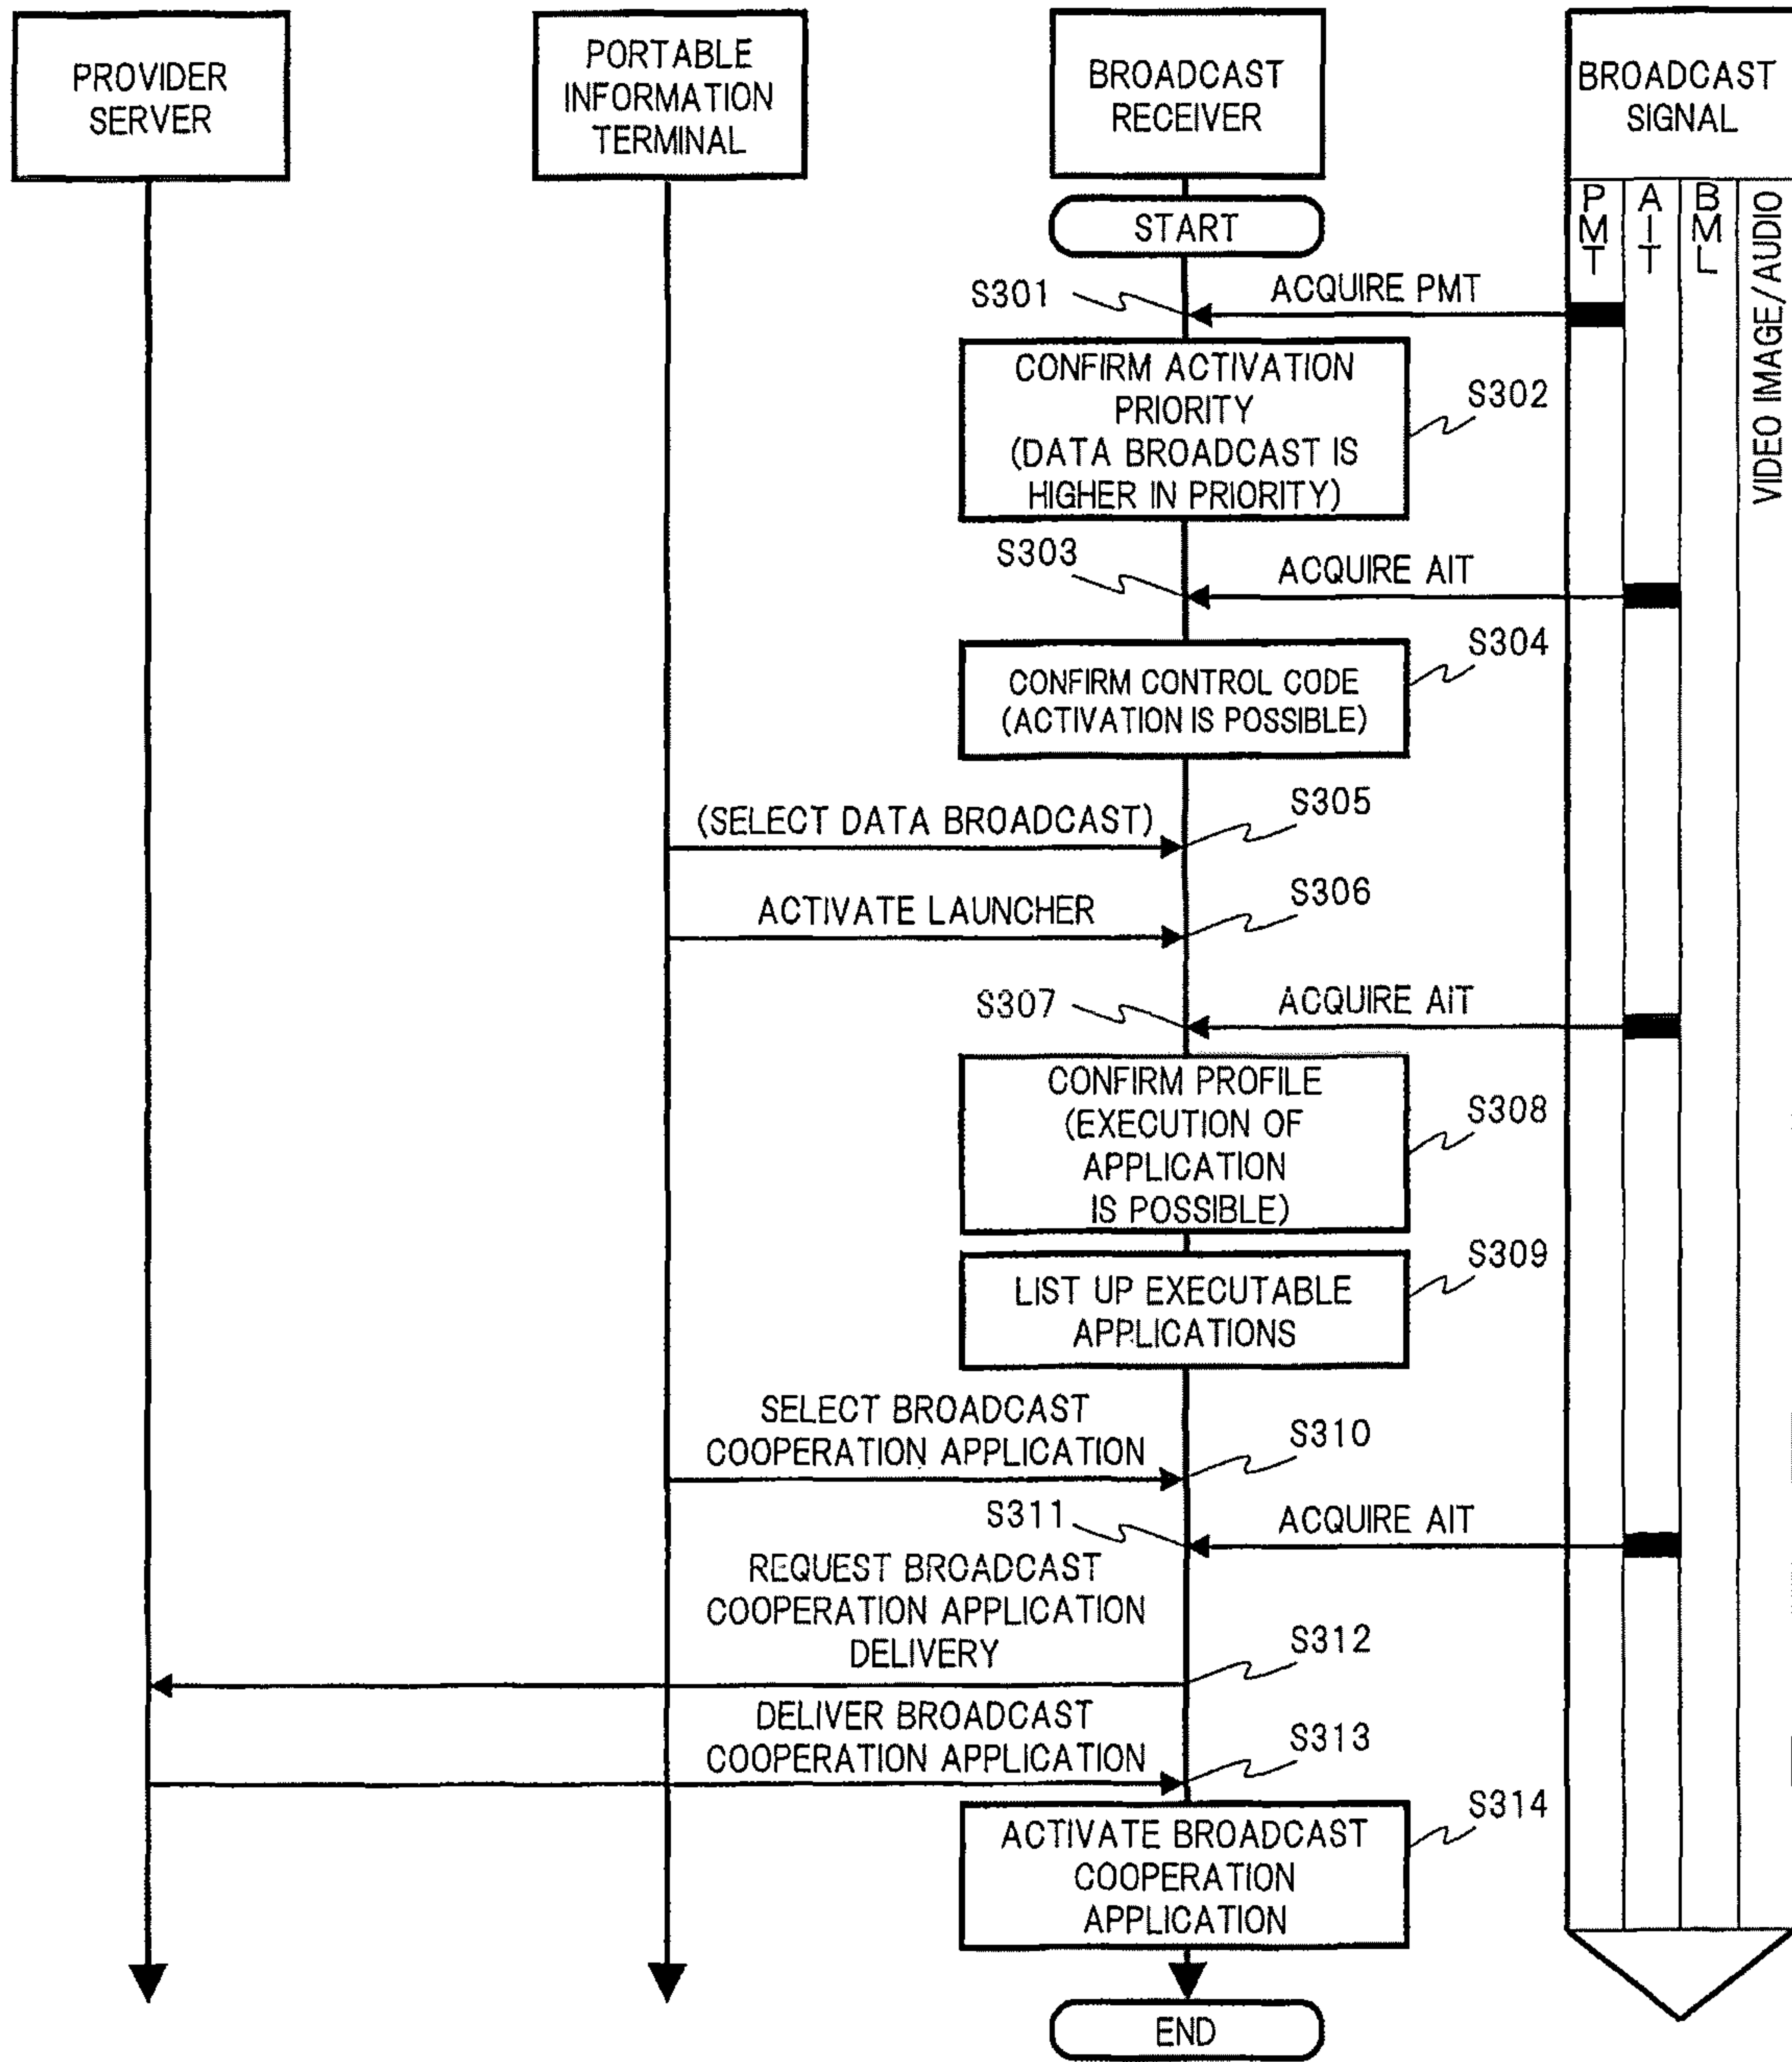 PROVIDER
SERVER
PORTABLE
INFORMATION
TERMINAL
BROADCAST
RECEIVER
BROADCAST
SIGNAL
PMT
AIT
BML
VIDEO IMAGE/AUDIO
START
S301
ACQUIRE PMT
CONFIRM ACTIVATION
PRIORITY
(DATA BROADCAST IS
HIGHER IN PRIORITY)
S302
S303
ACQUIRE AIT
CONFIRM CONTROL CODE
(ACTIVATION IS POSSIBLE)
S304
(SELECT DATA BROADCAST)
S305
ACTIVATE LAUNCHER
S306
S307
ACQUIRE AIT
CONFIRM PROFILE
(EXECUTION OF
APPLICATION
IS POSSIBLE)
S308
LIST UP EXECUTABLE
APPLICATIONS
S309
SELECT BROADCAST
COOPERATION APPLICATION
S310
S311
ACQUIRE AIT
REQUEST BROADCAST
COOPERATION APPLICATION
DELIVERY
S312
DELIVER BROADCAST
COOPERATION APPLICATION
S313
ACTIVATE BROADCAST
COOPERATION
APPLICATION
S314
END